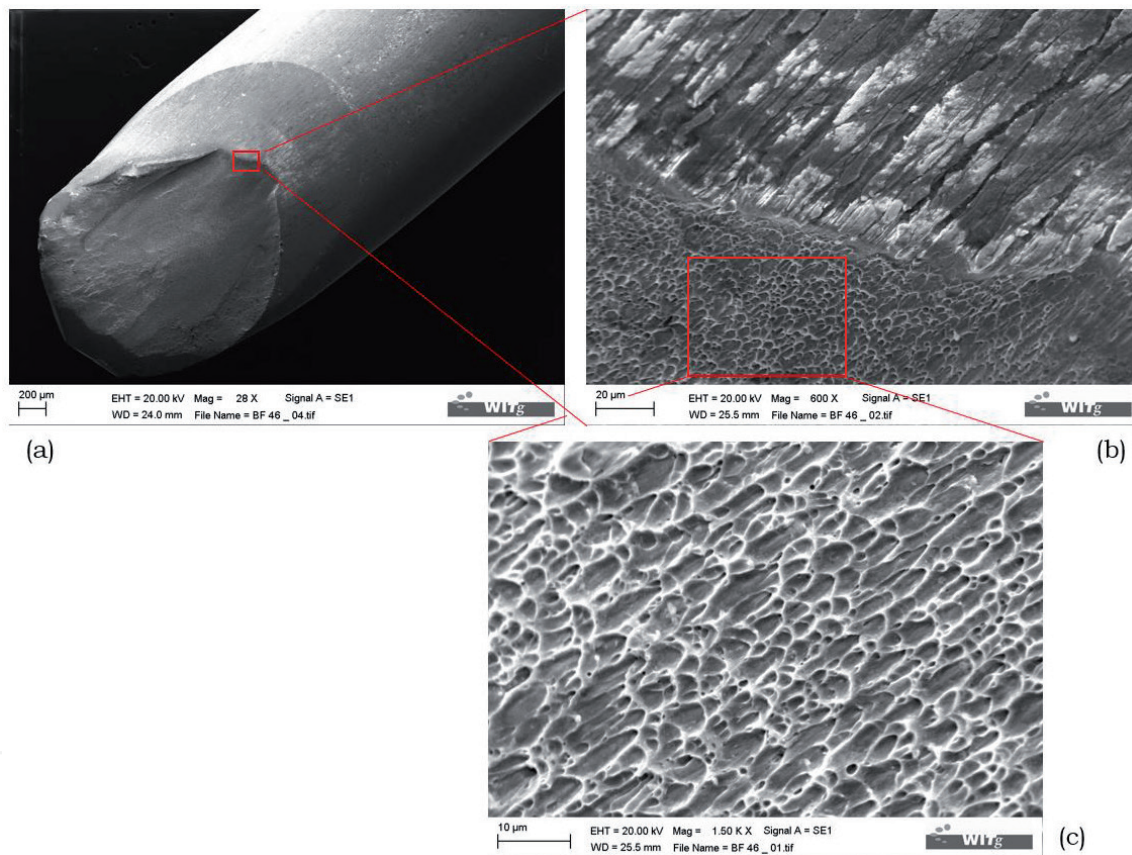 200 µm
EHT = 20.00 kV Mag = 28 X Signal A = SE1
WD = 24.0 mm File Name = BF 46 _ 04.tif
WITg
(a)
20 µm
EHT = 20.00 kV Mag = 600 X Signal A = SE1
WD = 25.5 mm File Name = BF 46 _ 02.tif
WITg
(b)
10 µm
EHT = 20.00 kV Mag = 1.50 K X Signal A = SE1
WD = 25.5 mm File Name = BF 46 _ 01.tif
WITg
(c)